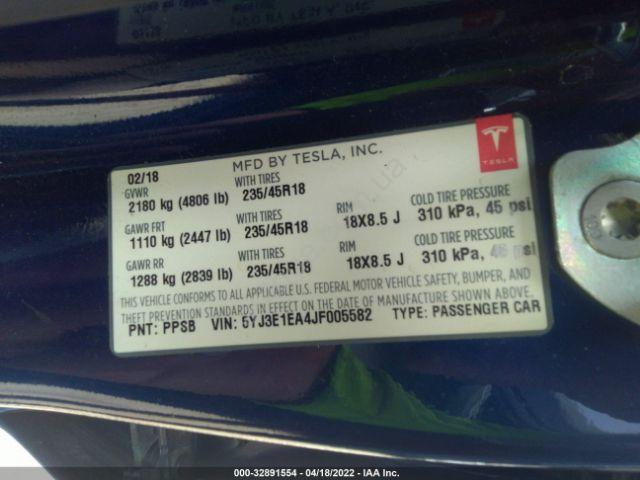 MFD BY TESLA, INC.
TESLA
02/18
GVWR WITH TIRES
2180 kg (4806 lb) 235/45R18
GAWR FRT WITH TIRES RIM COLD TIRE PRESSURE
1110 kg (2447 lb) 235/45R18 18X8.5 J 310 kPa, 45 psi
GAWR RR WITH TIRES RIM COLD TIRE PRESSURE
1288 kg (2839 lb) 235/45R18 18X8.5 J 310 kPa, 45 psi
THIS VEHICLE CONFORMS TO ALL APPLICABLE U.S. FEDERAL MOTOR VEHICLE SAFETY, BUMPER, AND
THEFT PREVENTION STANDARDS IN EFFECT ON THE DATE OF MANUFACTURE SHOWN ABOVE.
PNT: PPSB VIN: 5YJ3E1EA4JF005582 TYPE: PASSENGER CAR
000-32891554 - 04/18/2022 - IAA Inc.